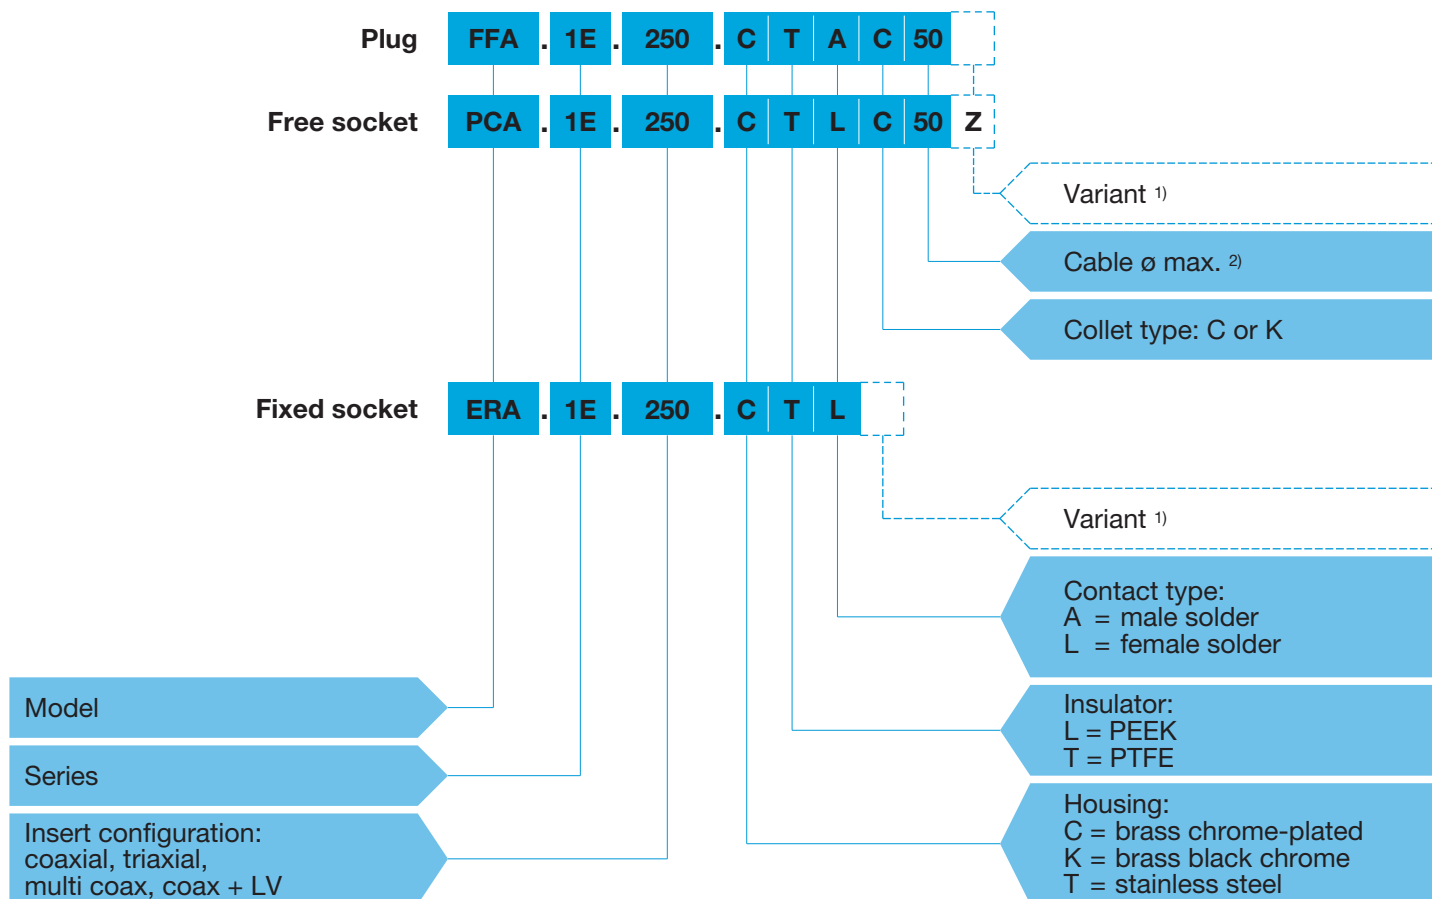 Plug FFA . 1E . 250 . C T A C 50
Free socket PCA . 1E . 250 . C T L C 50 Z
Variant 1)
Cable ø max. 2)
Collet type: C or K
Fixed socket ERA . 1E . 250 . C T L
Variant 1)
Contact type:
A = male solder
L = female solder
Model
Insulator:
L = PEEK
T = PTFE
Series
Insert configuration:
coaxial, triaxial,
multi coax, coax + LV
Housing:
C = brass chrome-plated
K = brass black chrome
T = stainless steel